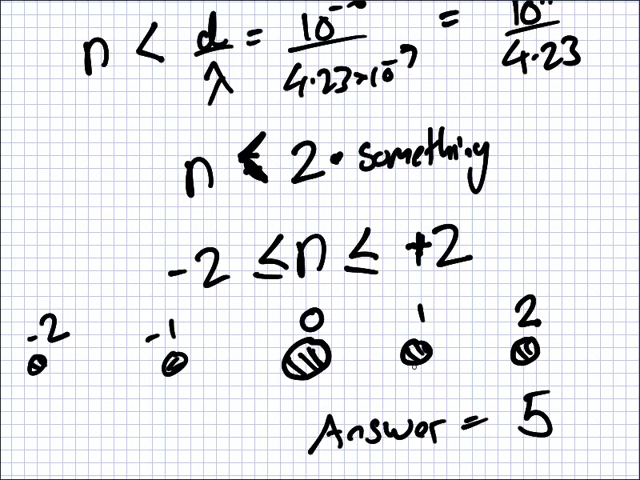 n < d/λ = 10⁻⁶/4.23×10⁻⁷ = 10/4.23
n < 2. something
-2 ≤ n ≤ +2
-2 -1 0 1 2
Answer = 5